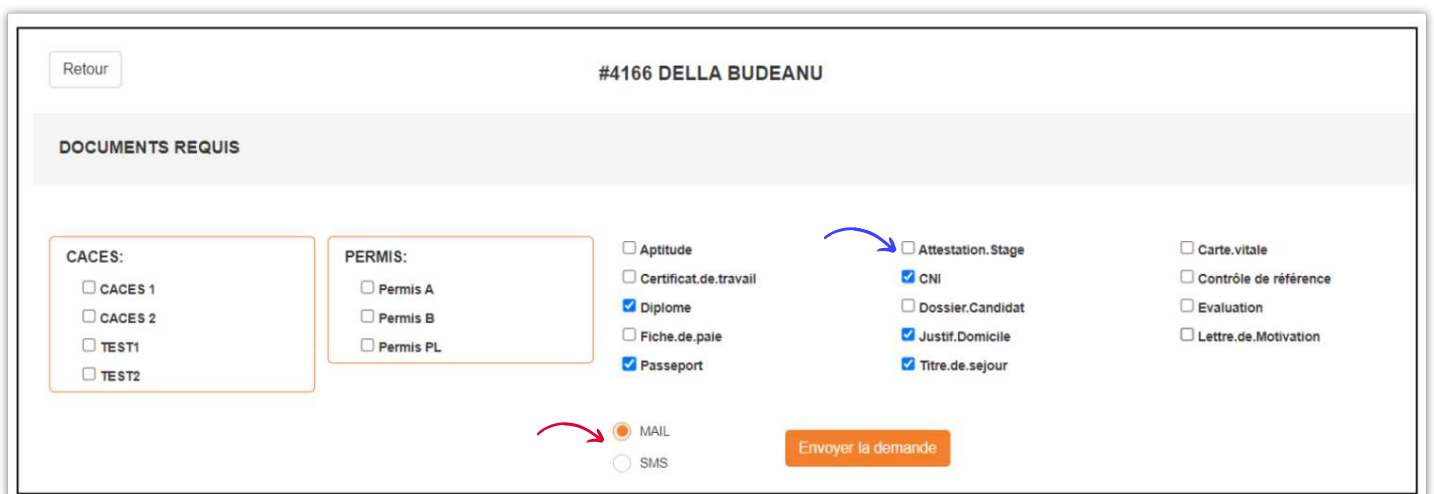 Retour
#4166 DELLA BUDEANU
DOCUMENTS REQUIS
CACES:
CACES 1
CACES 2
TEST1
TEST2
PERMIS:
Permis A
Permis B
Permis PL
Aptitude
Certificat.de.travail
Diplome
Fiche.de.paie
Passeport
Attestation.Stage
CNI
Dossier.Candidat
Justif.Domicile
Titre.de.sejour
Carte.vitale
Contrôle de référence
Evaluation
Lettre.de.Motivation
MAIL
SMS
Envoyer la demande